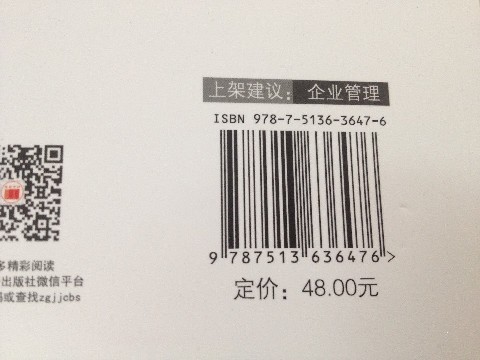 上架建议：企业管理
ISBN 978-7-5136-3647-6
9 787513 636476 >
定价：48.00元
多精彩阅读
出版社微信平台
或查找zgjjcbs